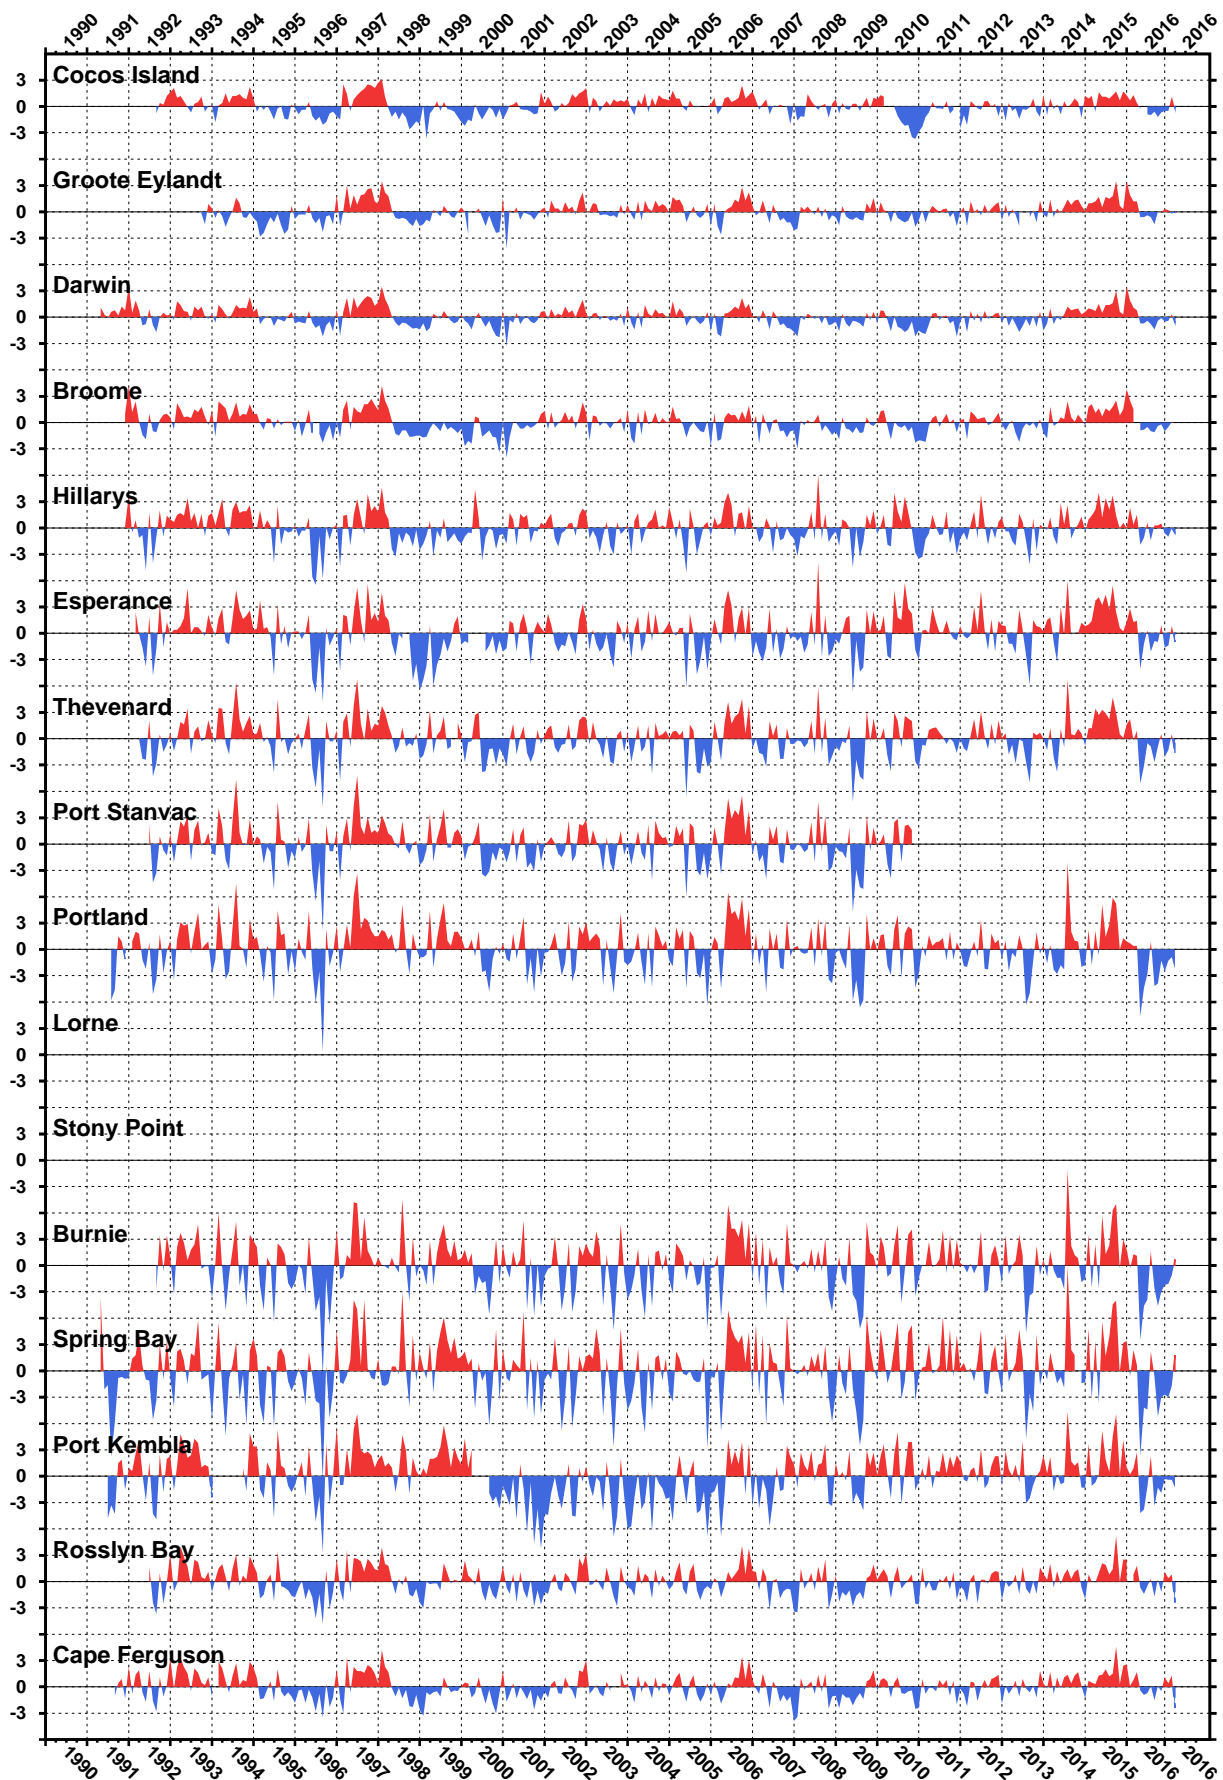 1990 1991 1992 1993 1994 1995 1996 1997 1998 1999 2000 2001 2002 2003 2004 2005 2006 2007 2008 2009 2010 2011 2012 2013 2014 2015 2016 2016
Cocos Island
3
0
-3
Groote Eylandt
3
0
-3
Darwin
3
0
-3
Broome
3
0
-3
Hillarys
3
0
-3
Esperance
3
0
-3
Thevenard
3
0
-3
Port Stanvac
3
0
-3
Portland
3
0
-3
Lorne
3
0
-3
Stony Point
3
0
-3
Burnie
3
0
-3
Spring Bay
3
0
-3
Port Kembla
3
0
-3
Rosslyn Bay
3
0
-3
Cape Ferguson
3
0
-3
1990 1991 1992 1993 1994 1995 1996 1997 1998 1999 2000 2001 2002 2003 2004 2005 2006 2007 2008 2009 2010 2011 2012 2013 2014 2015 2016 2016